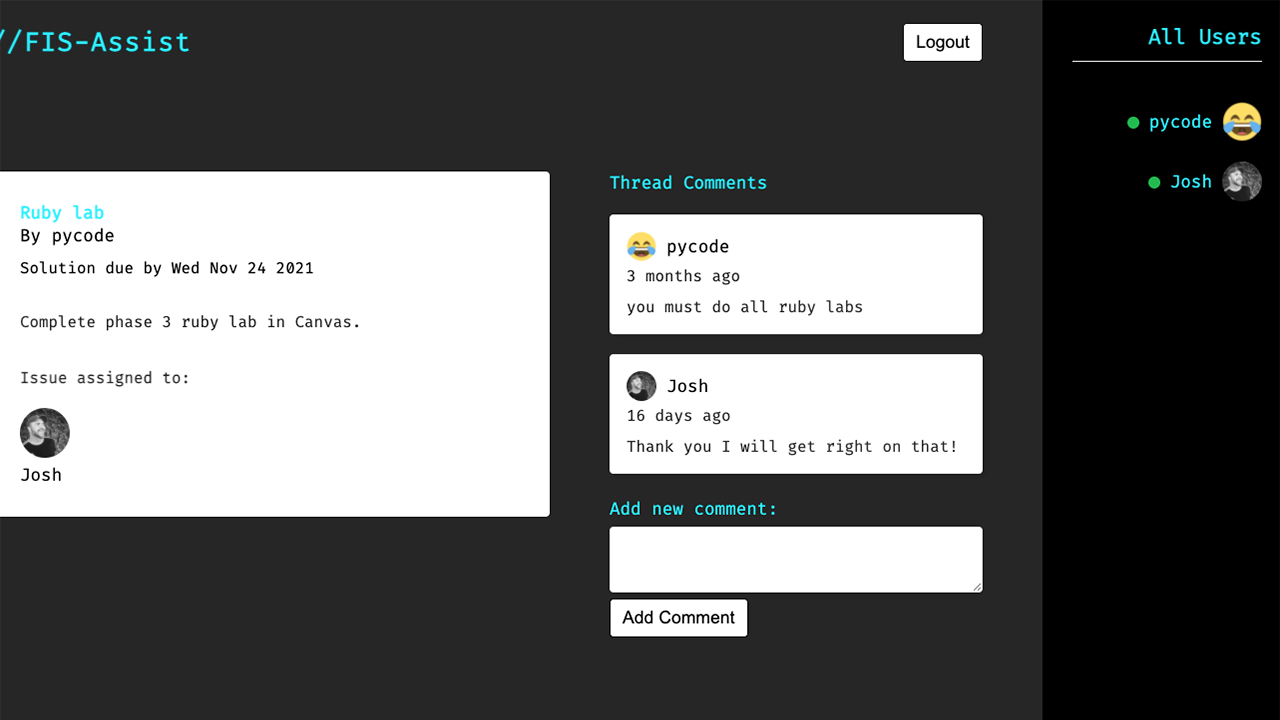 //FIS-Assist
Logout
All Users
pycode
Josh
Ruby lab
By pycode
Solution due by Wed Nov 24 2021
Complete phase 3 ruby lab in Canvas.
Issue assigned to:
Josh
Thread Comments
pycode
3 months ago
you must do all ruby labs
Josh
16 days ago
Thank you I will get right on that!
Add new comment:
Add Comment